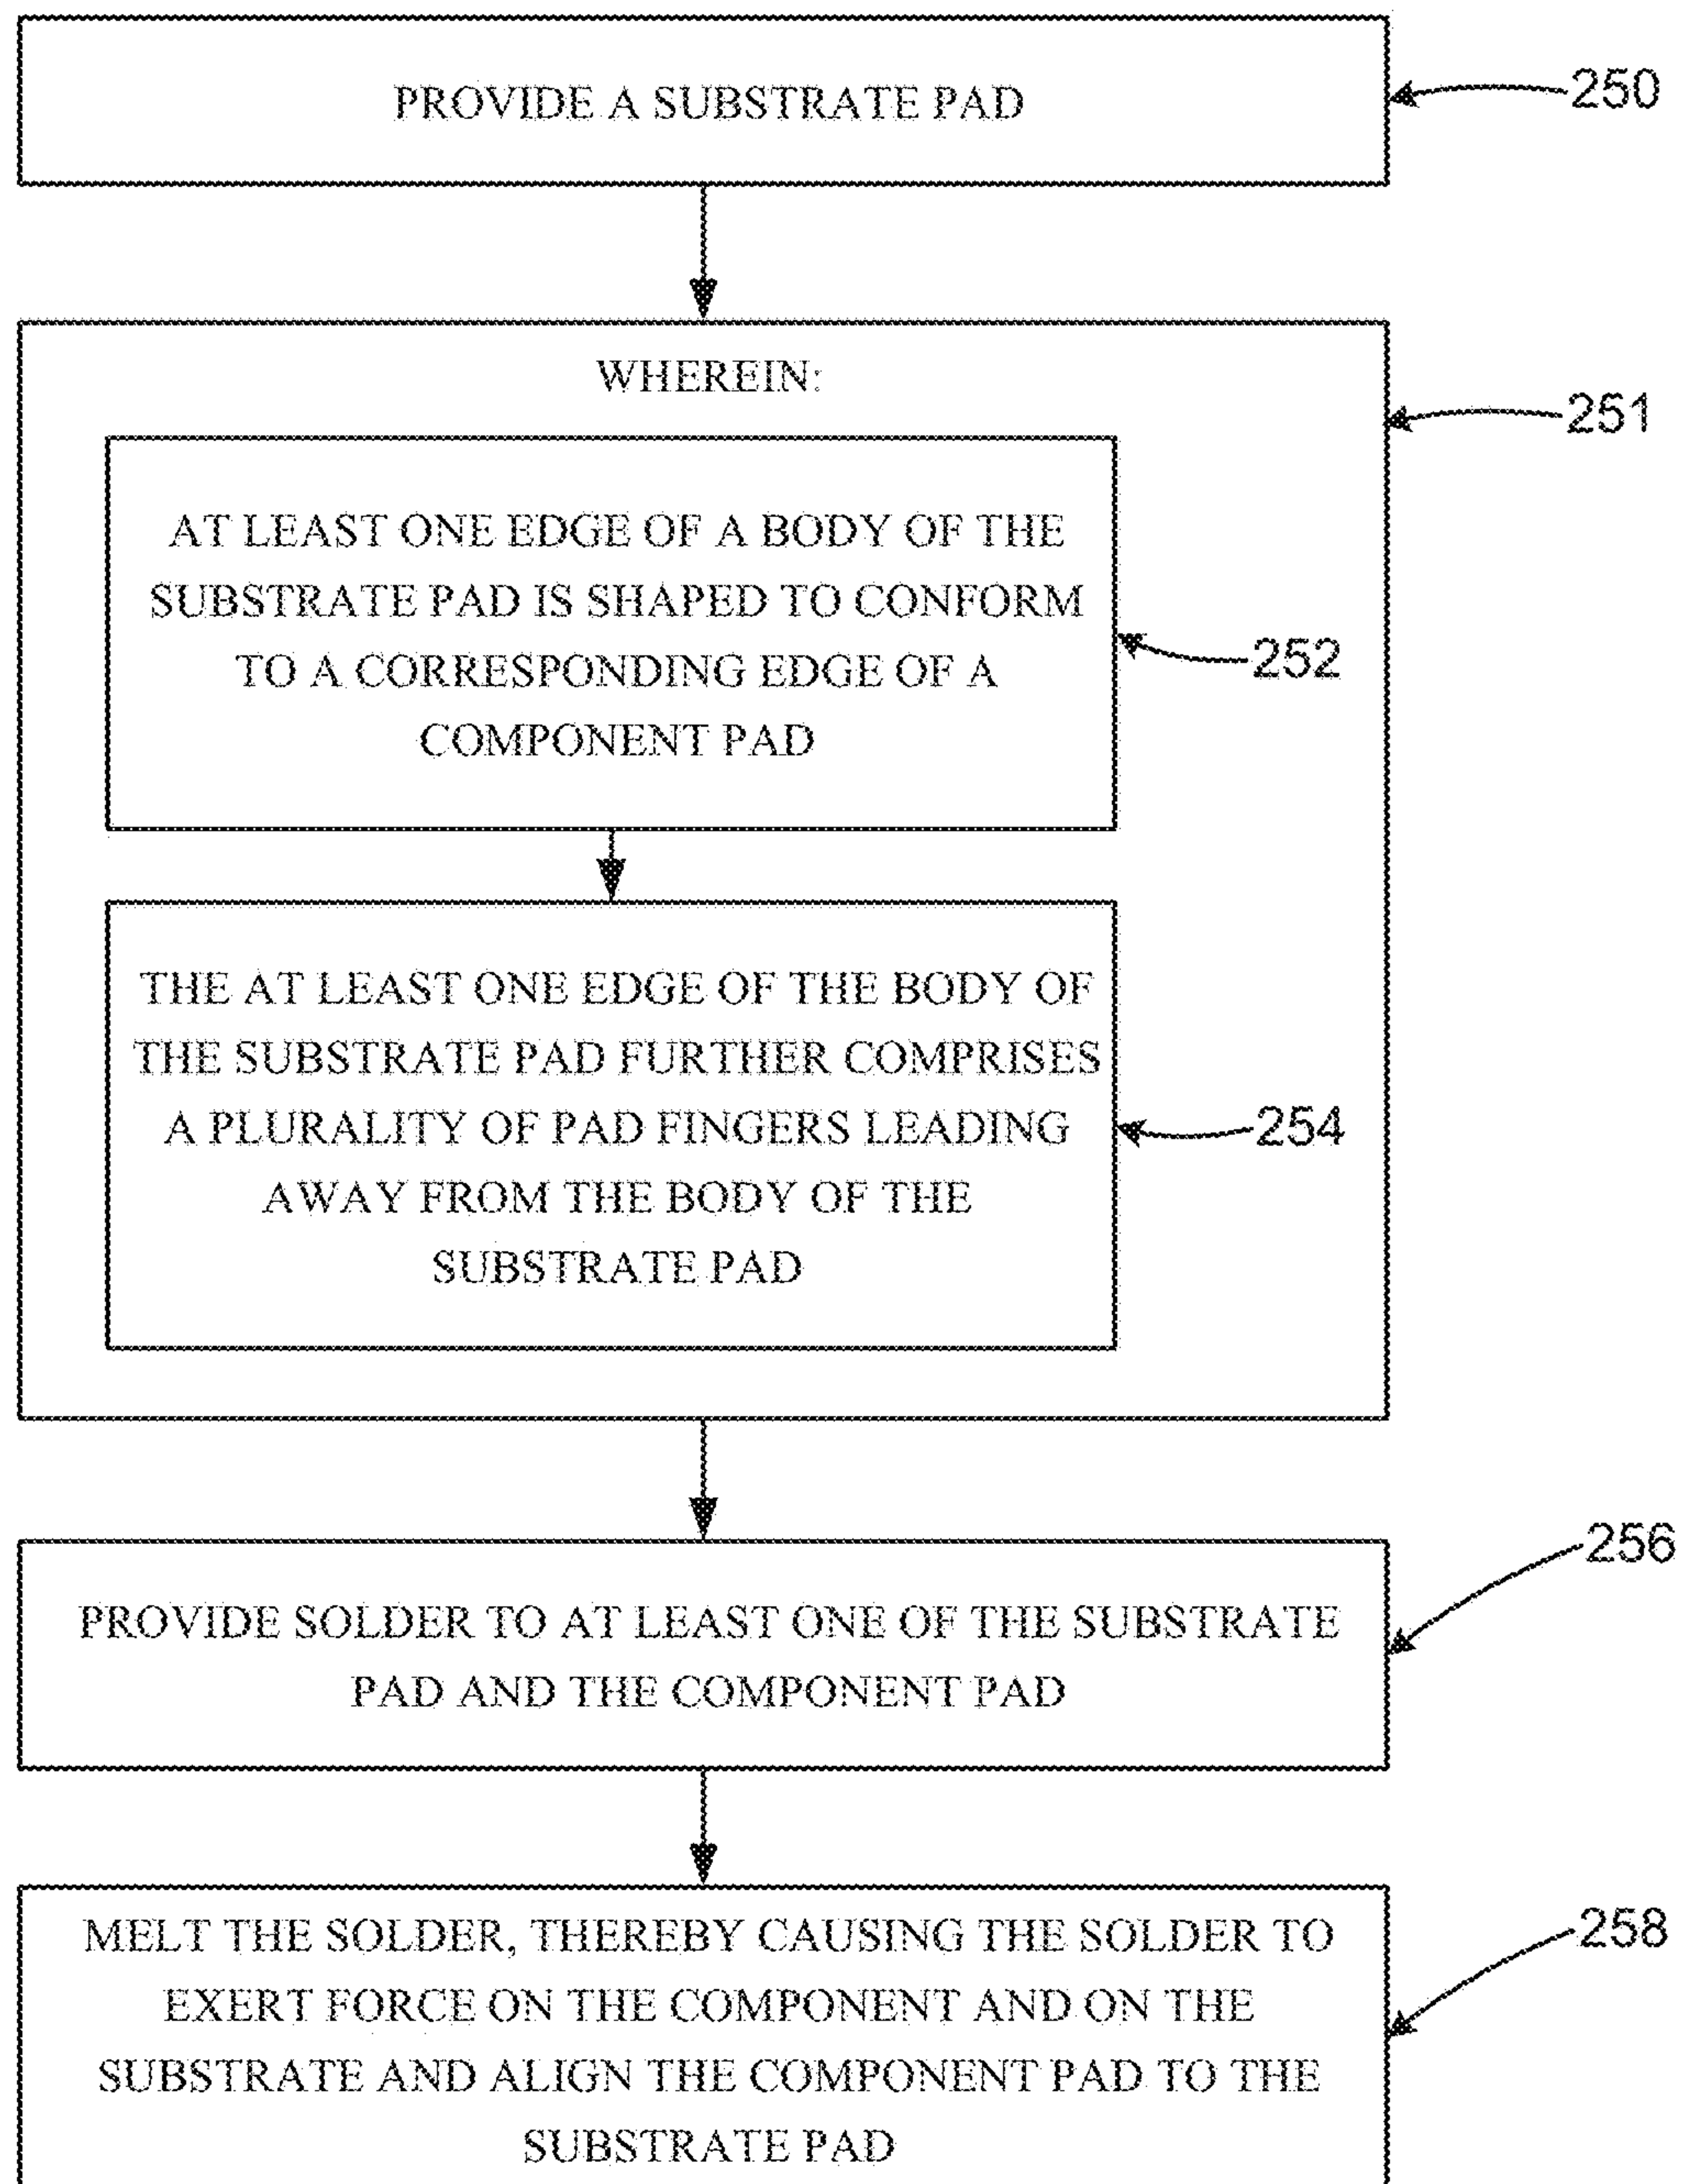 PROVIDE A SUBSTRATE PAD
250
WHEREIN:
251
AT LEAST ONE EDGE OF A BODY OF THE
SUBSTRATE PAD IS SHAPED TO CONFORM
TO A CORRESPONDING EDGE OF A
COMPONENT PAD
252
THE AT LEAST ONE EDGE OF THE BODY OF
THE SUBSTRATE PAD FURTHER COMPRISES
A PLURALITY OF PAD FINGERS LEADING
AWAY FROM THE BODY OF THE
SUBSTRATE PAD
254
PROVIDE SOLDER TO AT LEAST ONE OF THE SUBSTRATE
PAD AND THE COMPONENT PAD
256
MELT THE SOLDER, THEREBY CAUSING THE SOLDER TO
EXERT FORCE ON THE COMPONENT AND ON THE
SUBSTRATE AND ALIGN THE COMPONENT PAD TO THE
SUBSTRATE PAD
258